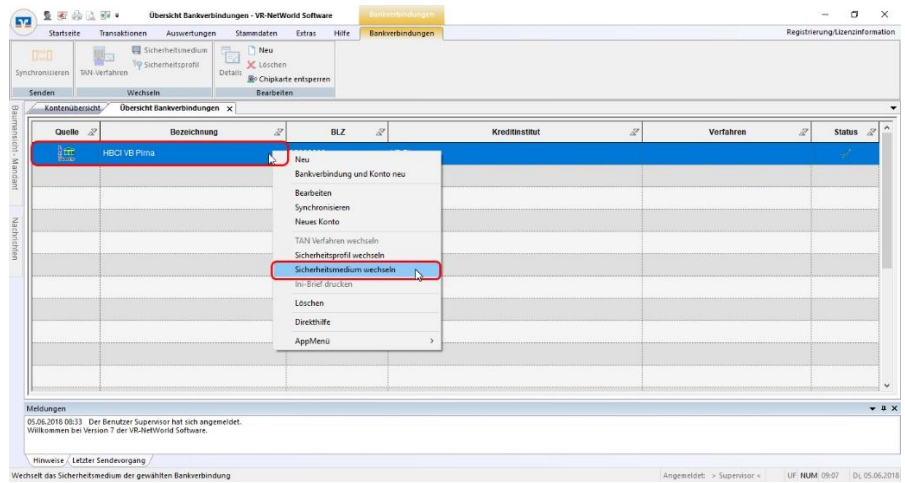 Übersicht Bankverbindungen - VR-NetWorld Software
Bankverbindungen
Startseite Transaktionen Auswertungen Stammdaten Extras Hilfe Bankverbindungen
Registrierung/Lizenzinformation
Synchronisieren
TAN-Verfahren
Sicherheitsmedium
Sicherheitsprofil
Details
Neu
Löschen
Chipkarte entsperren
Senden Wechseln Bearbeiten
Baumansicht - Mandant
Nachrichten
Kontenübersicht Übersicht Bankverbindungen x
Quelle Bezeichnung BLZ Kreditinstitut Verfahren Status
HBCI VB Pirna
Neu
Bankverbindung und Konto neu
Bearbeiten
Synchronisieren
Neues Konto
TAN Verfahren wechseln
Sicherheitsprofil wechseln
Sicherheitsmedium wechseln
Ini-Brief drucken
Löschen
Direkthilfe
AppMenü
Meldungen
05.06.2018 08:33 Der Benutzer Supervisor hat sich angemeldet.
Willkommen bei Version 7 der VR-NetWorld Software.
Hinweise Letzter Sendevorgang
Wechselt das Sicherheitsmedium der gewählten Bankverbindung
Angemeldet: > Supervisor < UF NUM 09:07 Di, 05.06.2018